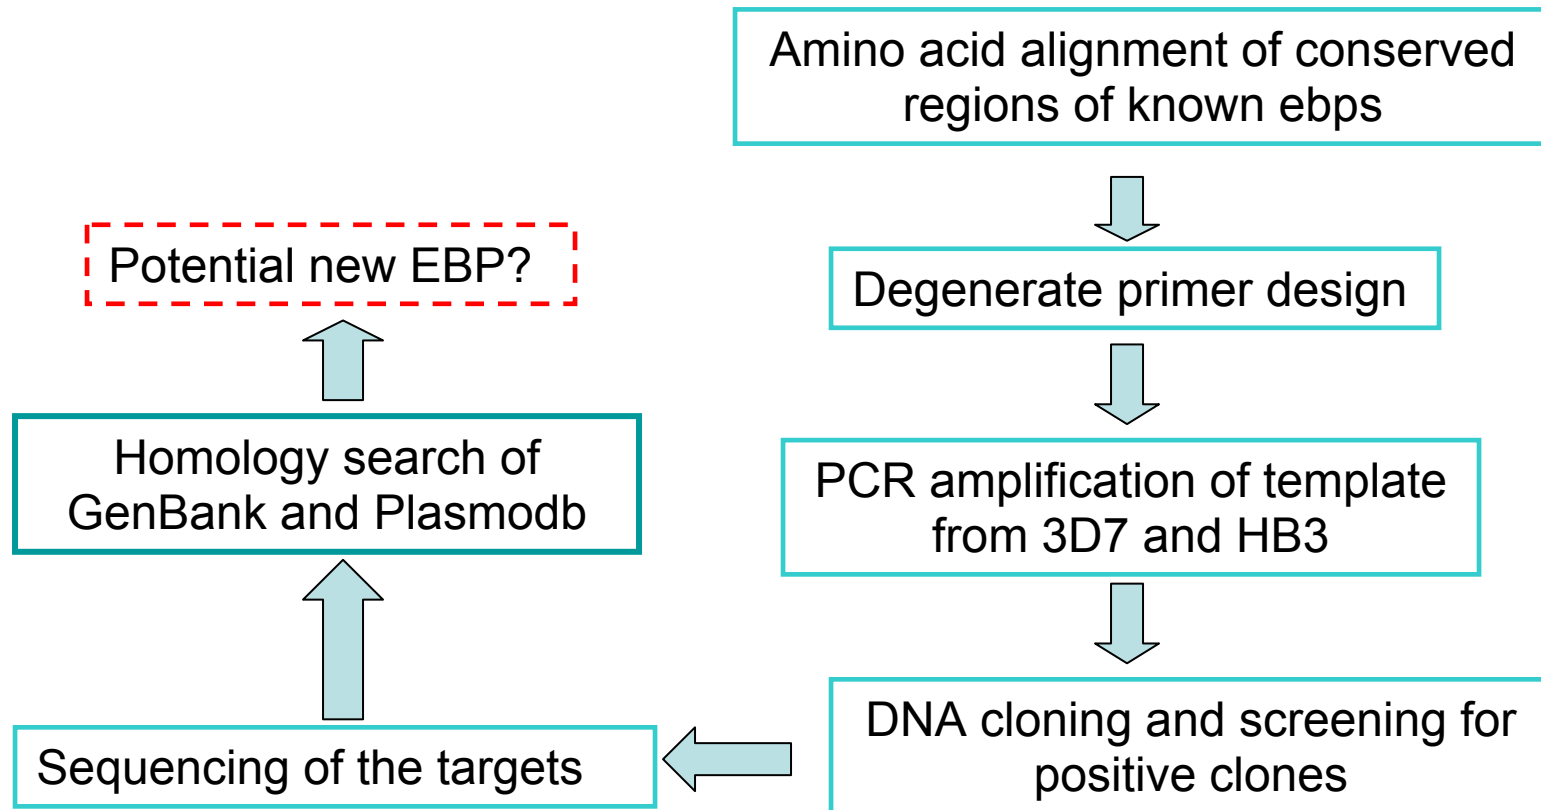 Amino acid alignment of conserved
regions of known ebps
Degenerate primer design
PCR amplification of template
from 3D7 and HB3
DNA cloning and screening for
positive clones
Sequencing of the targets
Homology search of
GenBank and Plasmodb
Potential new EBP?